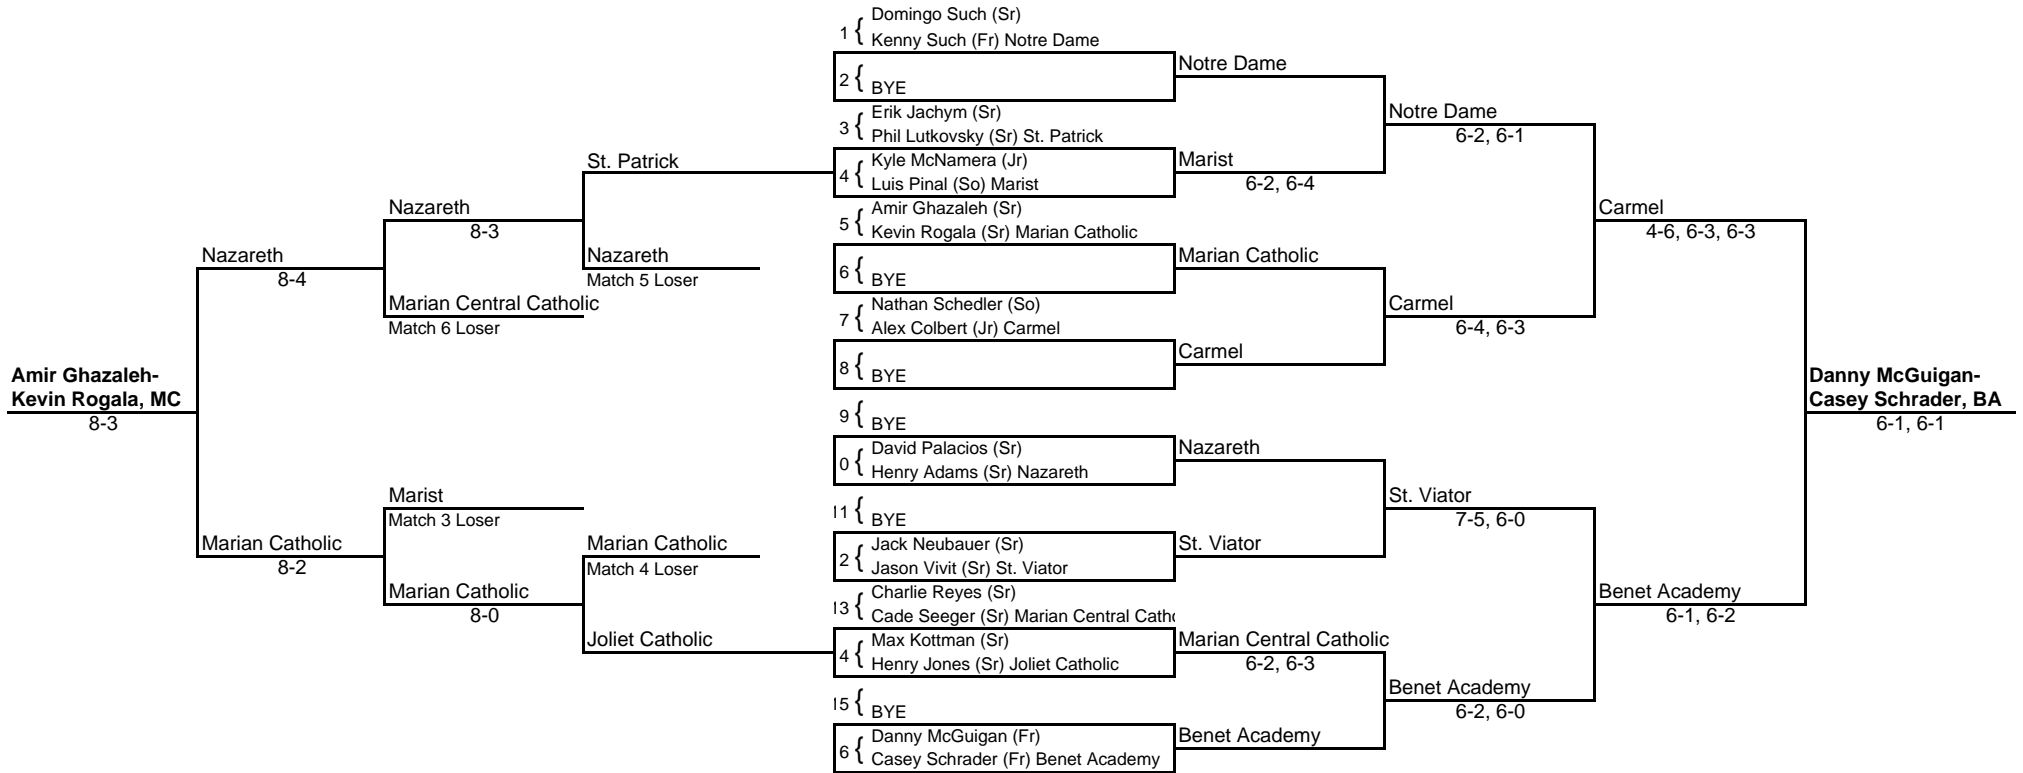 Domingo Such (Sr)
1 {
Kenny Such (Fr) Notre Dame
Notre Dame
2 {
BYE
Erik Jachym (Sr)
Notre Dame
3 {
6-2, 6-1
Phil Lutkovsky (Sr) St. Patrick
St. Patrick
Kyle McNamera (Jr)
Marist
4 {
Luis Pinal (So) Marist
6-2, 6-4
Nazareth
Amir Ghazaleh (Sr)
Carmel
8-3
5 {
Kevin Rogala (Sr) Marian Catholic
4-6, 6-3, 6-3
Nazareth
Nazareth
Marian Catholic
8-4
Match 5 Loser
6 {
BYE
Marian Central Catholic
Nathan Schedler (So)
Carmel
Match 6 Loser
7 {
Alex Colbert (Jr) Carmel
6-4, 6-3
Carmel
8 {
BYE
Amir Ghazaleh-
Kevin Rogala, MC
8-3
Danny McGuigan-
Casey Schrader, BA
6-1, 6-1
9 {
BYE
David Palacios (Sr)
Nazareth
0 {
Henry Adams (Sr) Nazareth
Marist
St. Viator
Match 3 Loser
11 {
BYE
7-5, 6-0
Marian Catholic
Marian Catholic
Jack Neubauer (Sr)
St. Viator
8-2
Match 4 Loser
2 {
Jason Vivit (Sr) St. Viator
Marian Catholic
Charlie Reyes (Sr)
Benet Academy
8-0
13 {
Cade Seeger (Sr) Marian Central Catho
6-1, 6-2
Joliet Catholic
Max Kottman (Sr)
Marian Central Catholic
4 {
Henry Jones (Sr) Joliet Catholic
6-2, 6-3
Benet Academy
15 {
BYE
6-2, 6-0
Danny McGuigan (Fr)
Benet Academy
6 {
Casey Schrader (Fr) Benet Academy